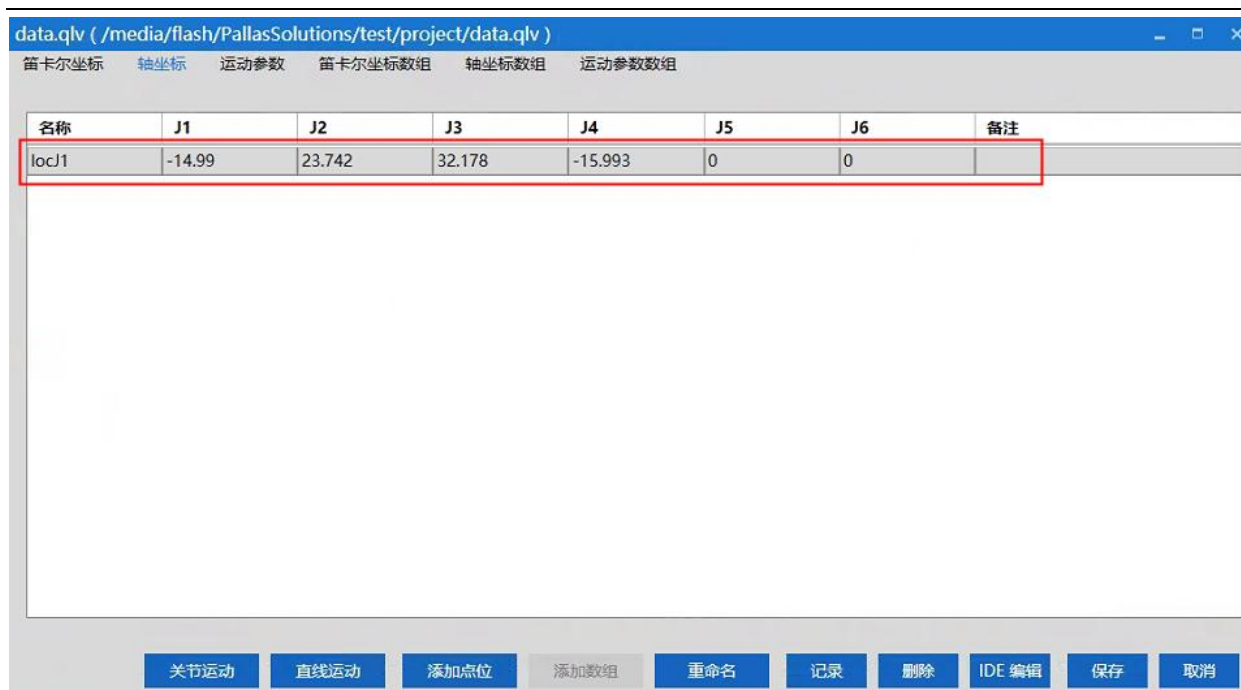 data.qlv ( /media/flash/PallasSolutions/test/project/data.qlv )
笛卡尔坐标 轴坐标 运动参数 笛卡尔坐标数组 轴坐标数组 运动参数数组
名称 J1 J2 J3 J4 J5 J6 备注
locJ1 -14.99 23.742 32.178 -15.993 0 0
关节运动 直线运动 添加点位 添加数组 重命名 记录 删除 IDE 编辑 保存 取消